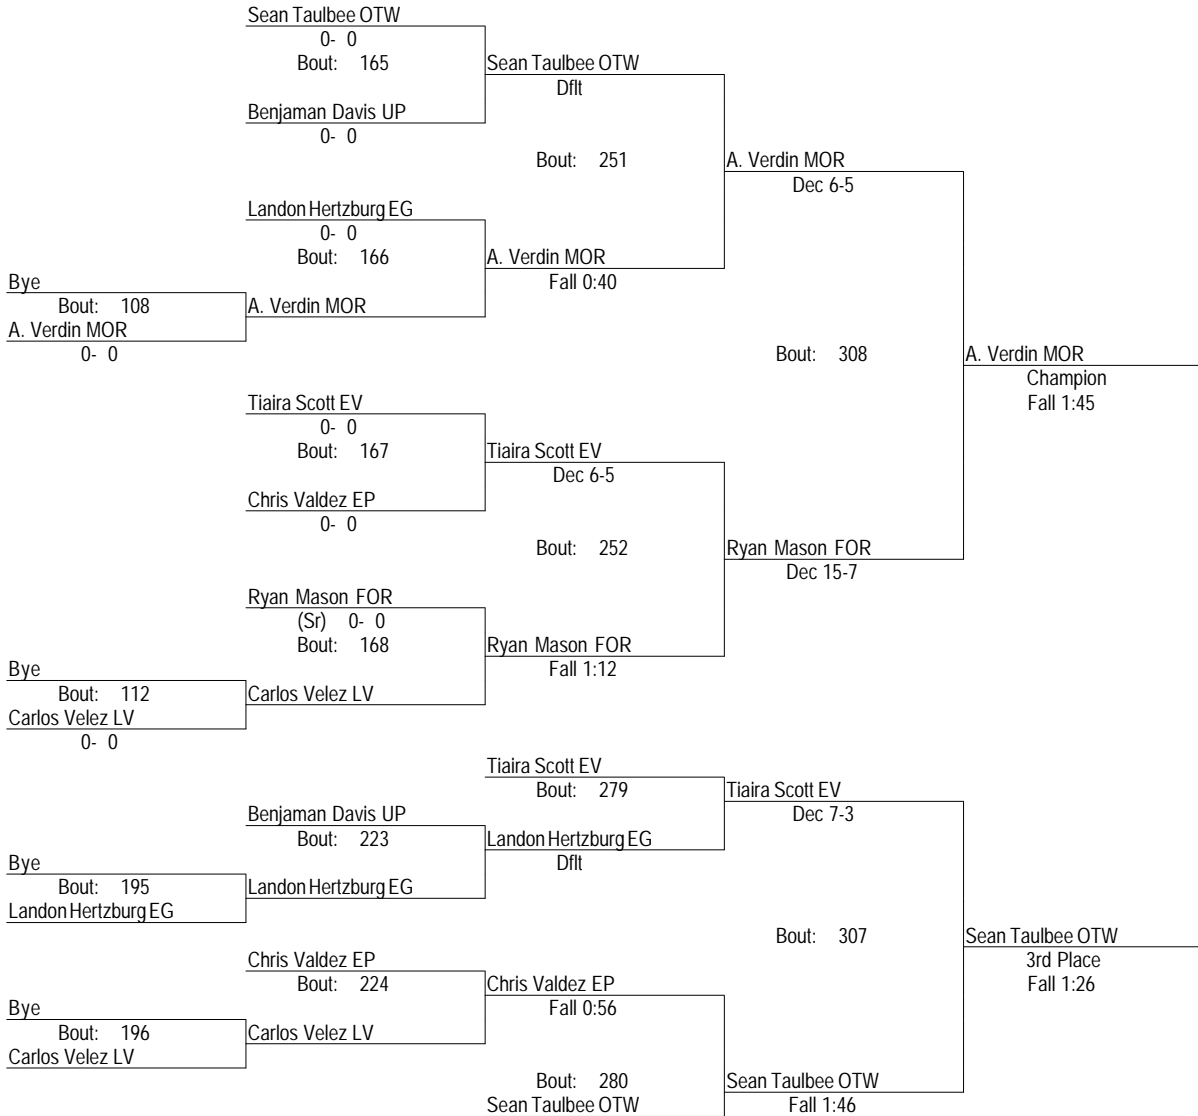 Sean Taulbee OTW
0- 0
Bout: 165
Sean Taulbee OTW
Dflt
Benjaman Davis UP
0- 0
Bout: 251
A. Verdin MOR
Dec 6-5
Landon Hertzburg EG
0- 0
Bout: 166
A. Verdin MOR
Fall 0:40
Bye
Bout: 108
A. Verdin MOR
A. Verdin MOR
0- 0
Bout: 308
A. Verdin MOR
Champion
Fall 1:45
Tiaira Scott EV
0- 0
Bout: 167
Tiaira Scott EV
Dec 6-5
Chris Valdez EP
0- 0
Bout: 252
Ryan Mason FOR
Dec 15-7
Ryan Mason FOR
(Sr) 0- 0
Bout: 168
Ryan Mason FOR
Fall 1:12
Bye
Bout: 112
Carlos Velez LV
Carlos Velez LV
0- 0
Tiaira Scott EV
Bout: 279
Tiaira Scott EV
Dec 7-3
Benjaman Davis UP
Bout: 223
Landon Hertzburg EG
Dflt
Bye
Bout: 195
Landon Hertzburg EG
Landon Hertzburg EG
Bout: 307
Sean Taulbee OTW
3rd Place
Fall 1:26
Chris Valdez EP
Bout: 224
Chris Valdez EP
Fall 0:56
Bye
Bout: 196
Carlos Velez LV
Carlos Velez LV
Bout: 280
Sean Taulbee OTW
Fall 1:46
Sean Taulbee OTW